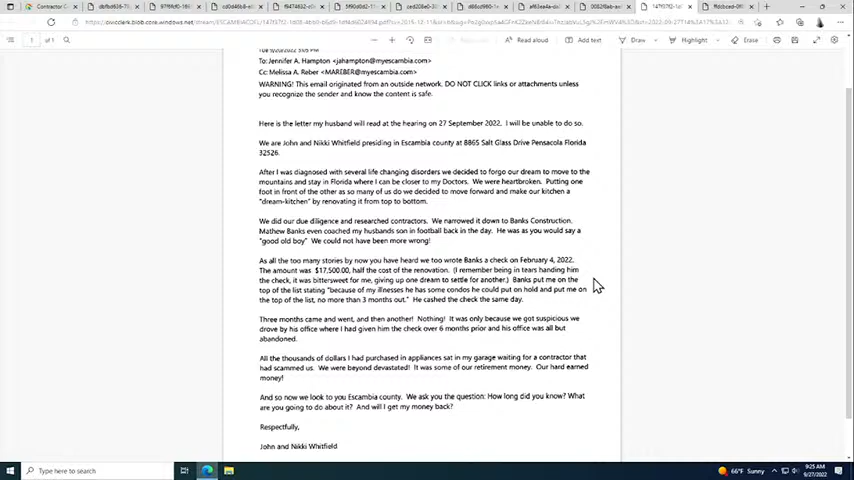 Contractor C
Read aloud
Add text
Draw
Highlight
Erase
1 of 1
Tue 9/20/2022 5:05 PM
To: Jennifer A. Hampton <jahampton@myescambia.com>
Cc: Melissa A. Reber <MAREBER@myescambia.com>
WARNING! This email originated from an outside network. DO NOT CLICK links or attachments unless
you recognize the sender and know the content is safe.
Here is the letter my husband will read at the hearing on 27 September 2022. I will be unable to do so.
We are John and Nikki Whitfield presiding in Escambia county at 8865 Salt Glass Drive Pensacola Florida
32526.
After I was diagnosed with several life changing disorders we decided to forgo our dream to move to the
mountains and stay in Florida where I can be closer to my Doctors. We were heartbroken. Putting one
foot in front of the other as so many of us do we decided to move forward and make our kitchen a
"dream-kitchen" by renovating it from top to bottom.
We did our due diligence and researched contractors. We narrowed it down to Banks Construction.
Mathew Banks even coached my husbands son in football back in the day. He was as you would say a
"good old boy" We could not have been more wrong!
As all the too many stories by now you have heard we too wrote Banks a check on February 4, 2022.
The amount was $17,500.00, half the cost of the renovation. (I remember being in tears handing him
the check, it was bittersweet for me, giving up one dream to settle for another.) Banks put me on the
top of the list stating "because of my illnesses he has some condos he could put on hold and put me on
the top of the list, no more than 3 months out." He cashed the check the same day.
Three months came and went, and then another! Nothing! It was only because we got suspicious we
drove by his office where I had given him the check over 6 months prior and his office was all but
abandoned.
All the thousands of dollars I had purchased in appliances sat in my garage waiting for a contractor that
had scammed us. We were beyond devastated! It was some of our retirement money. Our hard earned
money!
And so now we look to you Escambia county. We ask you the question: How long did you know? What
are you going to do about it? And will I get my money back?
Respectfully,
John and Nikki Whitfield
Type here to search
66°F Sunny
9:25 AM
9/27/2022